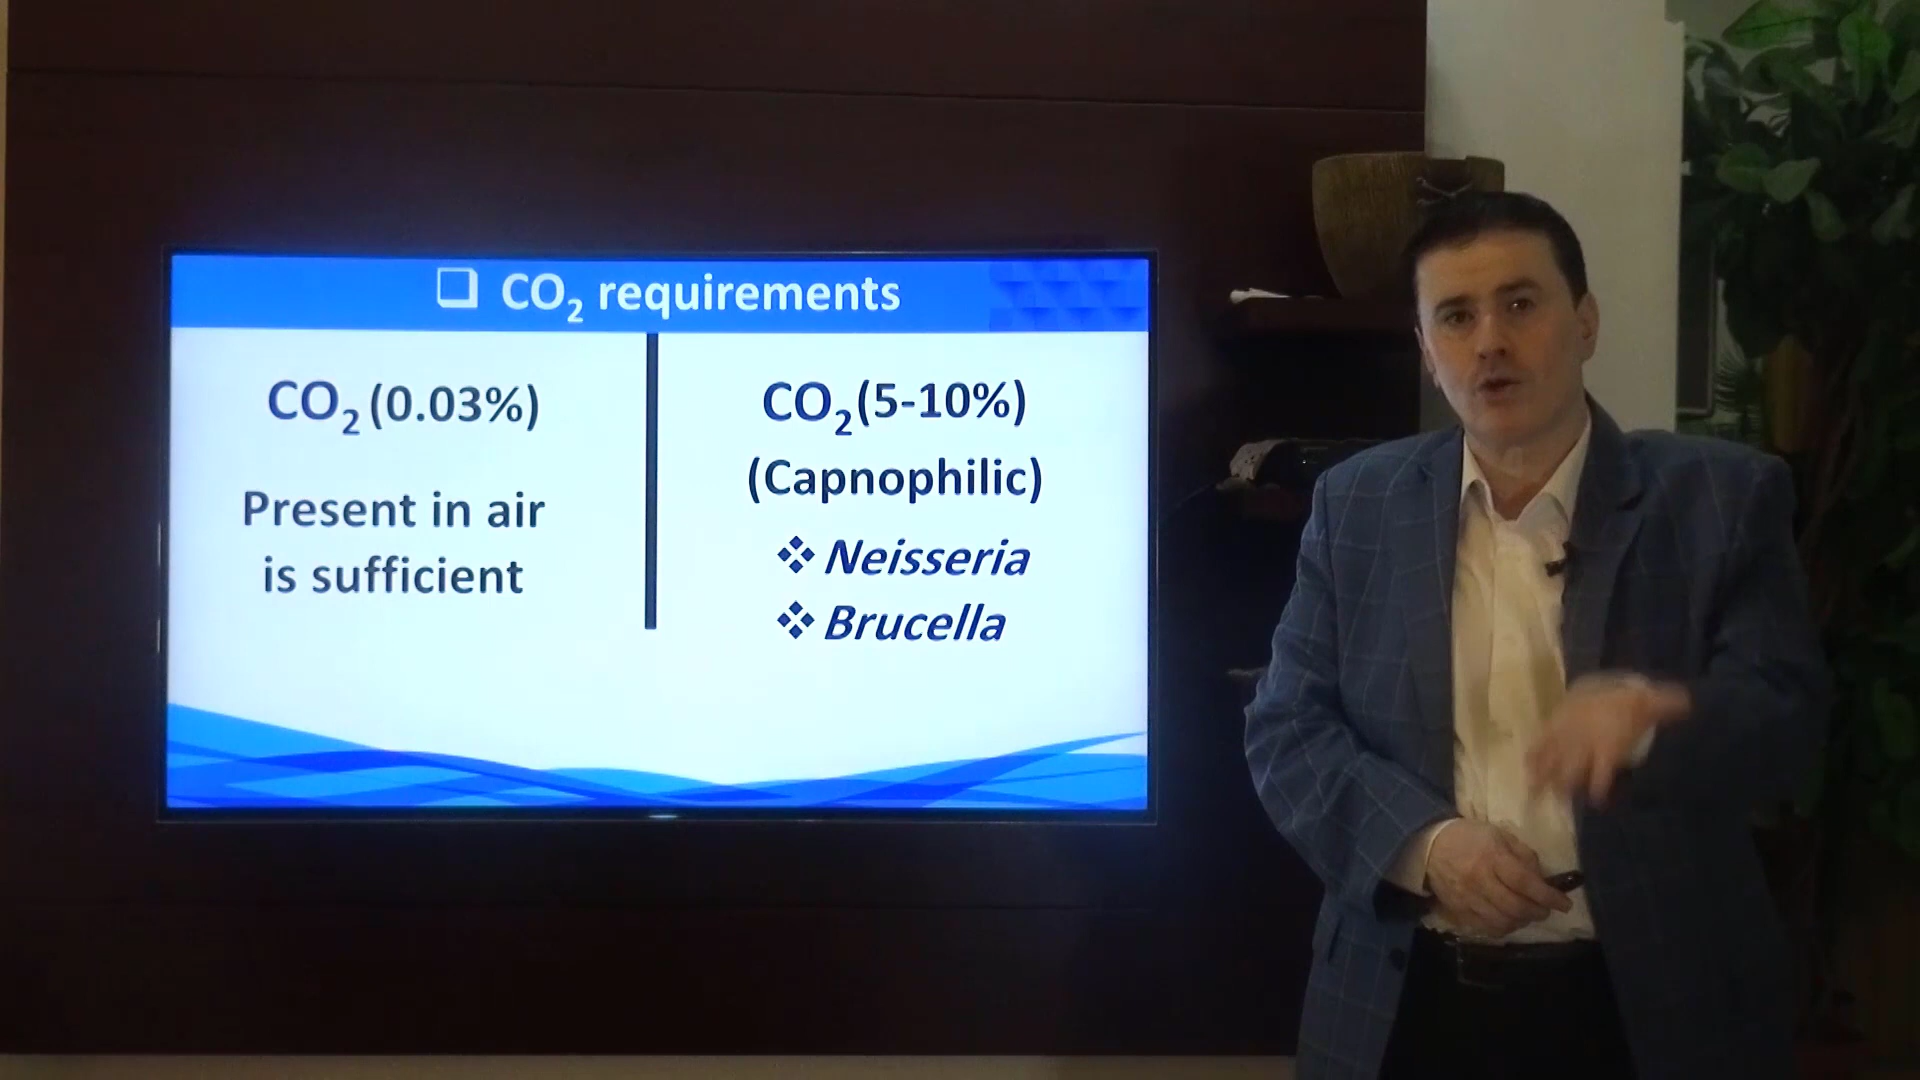 ❑ CO₂ requirements
CO₂ (0.03%)
Present in air
is sufficient
CO₂(5-10%)
(Capnophilic)
❖ Neisseria
❖ Brucella